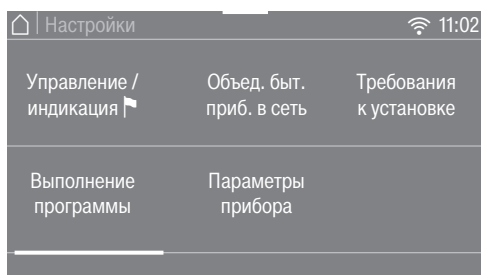 Настройки 11:02
Управление / Объед. быт. Требования
индикация приб. в сеть к установке
Выполнение Параметры
программы прибора